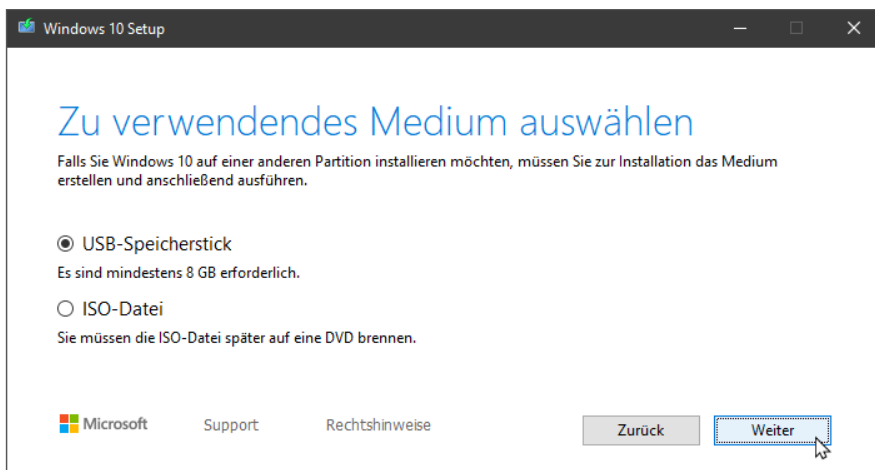 Windows 10 Setup
Zu verwendendes Medium auswählen
Falls Sie Windows 10 auf einer anderen Partition installieren möchten, müssen Sie zur Installation das Medium
erstellen und anschließend ausführen.
USB-Speicherstick
Es sind mindestens 8 GB erforderlich.
ISO-Datei
Sie müssen die ISO-Datei später auf eine DVD brennen.
Microsoft Support Rechtshinweise Zurück Weiter